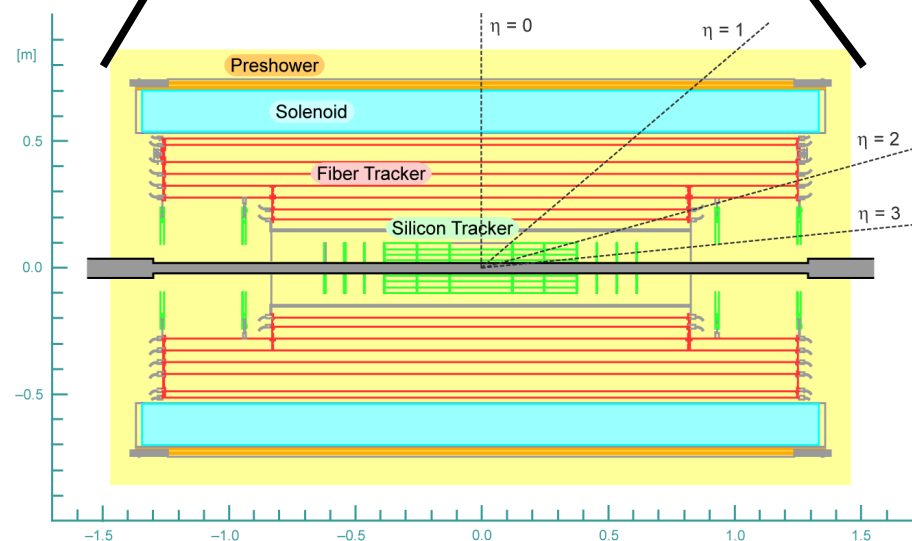 η = 0
η = 1
[m]
Preshower
Solenoid
0.5
η = 2
Fiber Tracker
η = 3
Silicon Tracker
0.0
–0.5
–1.5
–1.0
–0.5
0.0
0.5
1.0
1.5